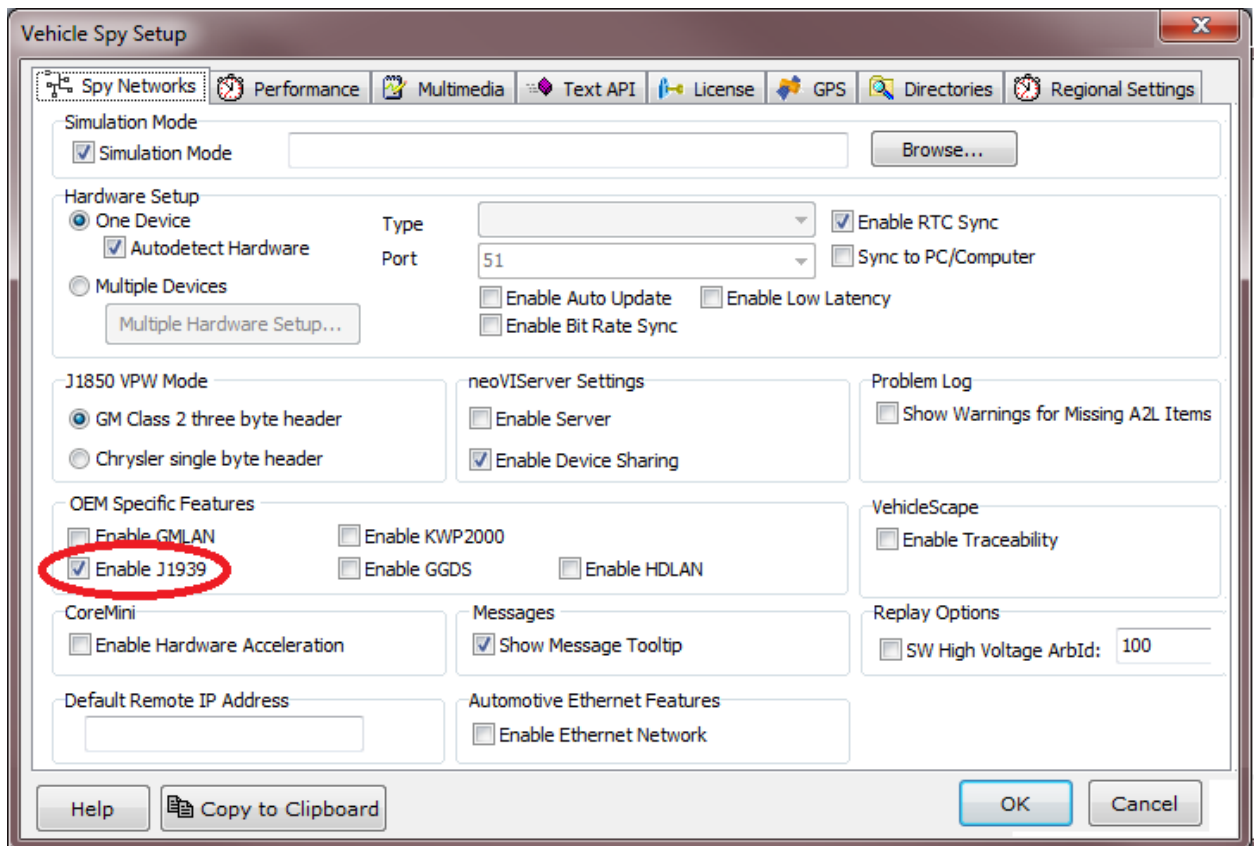 Vehicle Spy Setup
Spy Networks Performance Multimedia Text API License GPS Directories Regional Settings
Simulation Mode
Simulation Mode Browse...
Hardware Setup
One Device Type Enable RTC Sync
Autodetect Hardware Port 51 Sync to PC/Computer
Multiple Devices Enable Auto Update Enable Low Latency
Multiple Hardware Setup... Enable Bit Rate Sync
J1850 VPW Mode neoVIServer Settings Problem Log
GM Class 2 three byte header Enable Server Show Warnings for Missing A2L Items
Chrysler single byte header Enable Device Sharing
OEM Specific Features VehicleScape
Enable GMLAN Enable KWP2000 Enable Traceability
Enable J1939 Enable GGDS Enable HDLAN
CoreMini Messages Replay Options
Enable Hardware Acceleration Show Message Tooltip SW High Voltage ArbId: 100
Default Remote IP Address Automotive Ethernet Features
Enable Ethernet Network
Help Copy to Clipboard OK Cancel